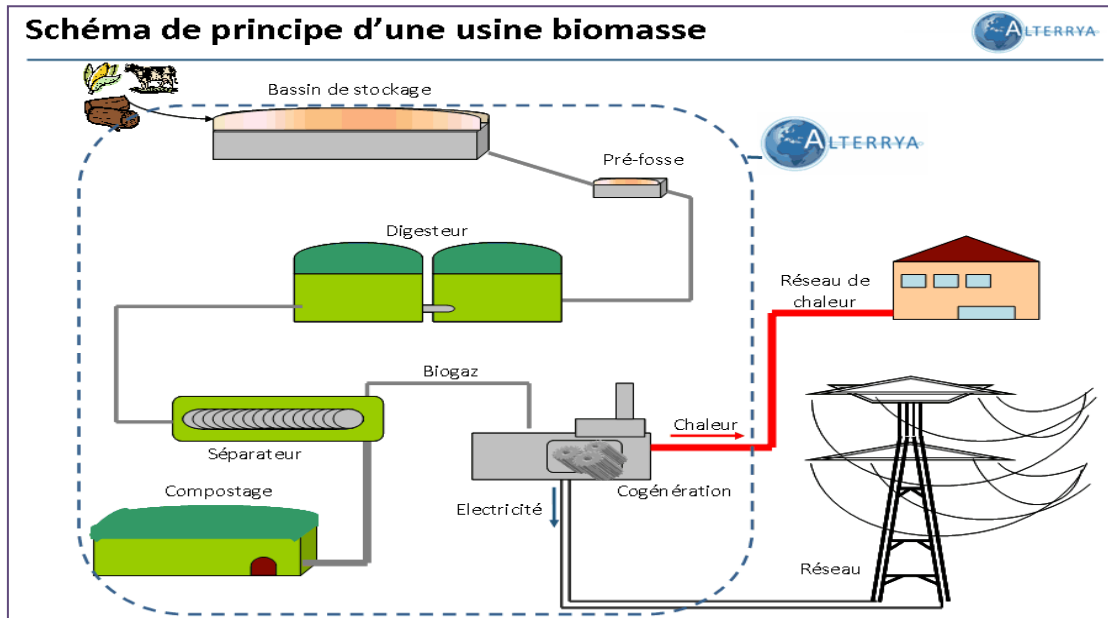 Schéma de principe d'une usine biomasse
ALTERRYA
Bassin de stockage
ALTERRYA
Pré-fosse
Digesteur
Réseau de
chaleur
Biogaz
Chaleur
Séparateur
Compostage
Cogénération
Electricité
Réseau